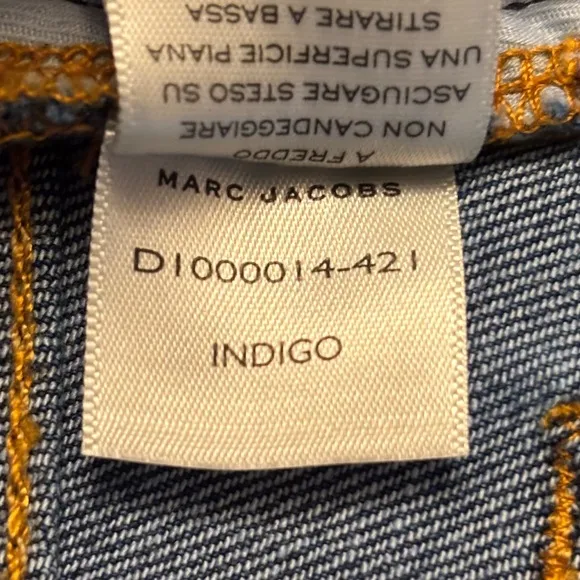 A FREDDO
NON CANDEGGIARE
ASCIUGARE STESO SU
UNA SUPERFICIE PIANA
STIRARE A BASSA
MARC JACOBS
D1000014-421
INDIGO